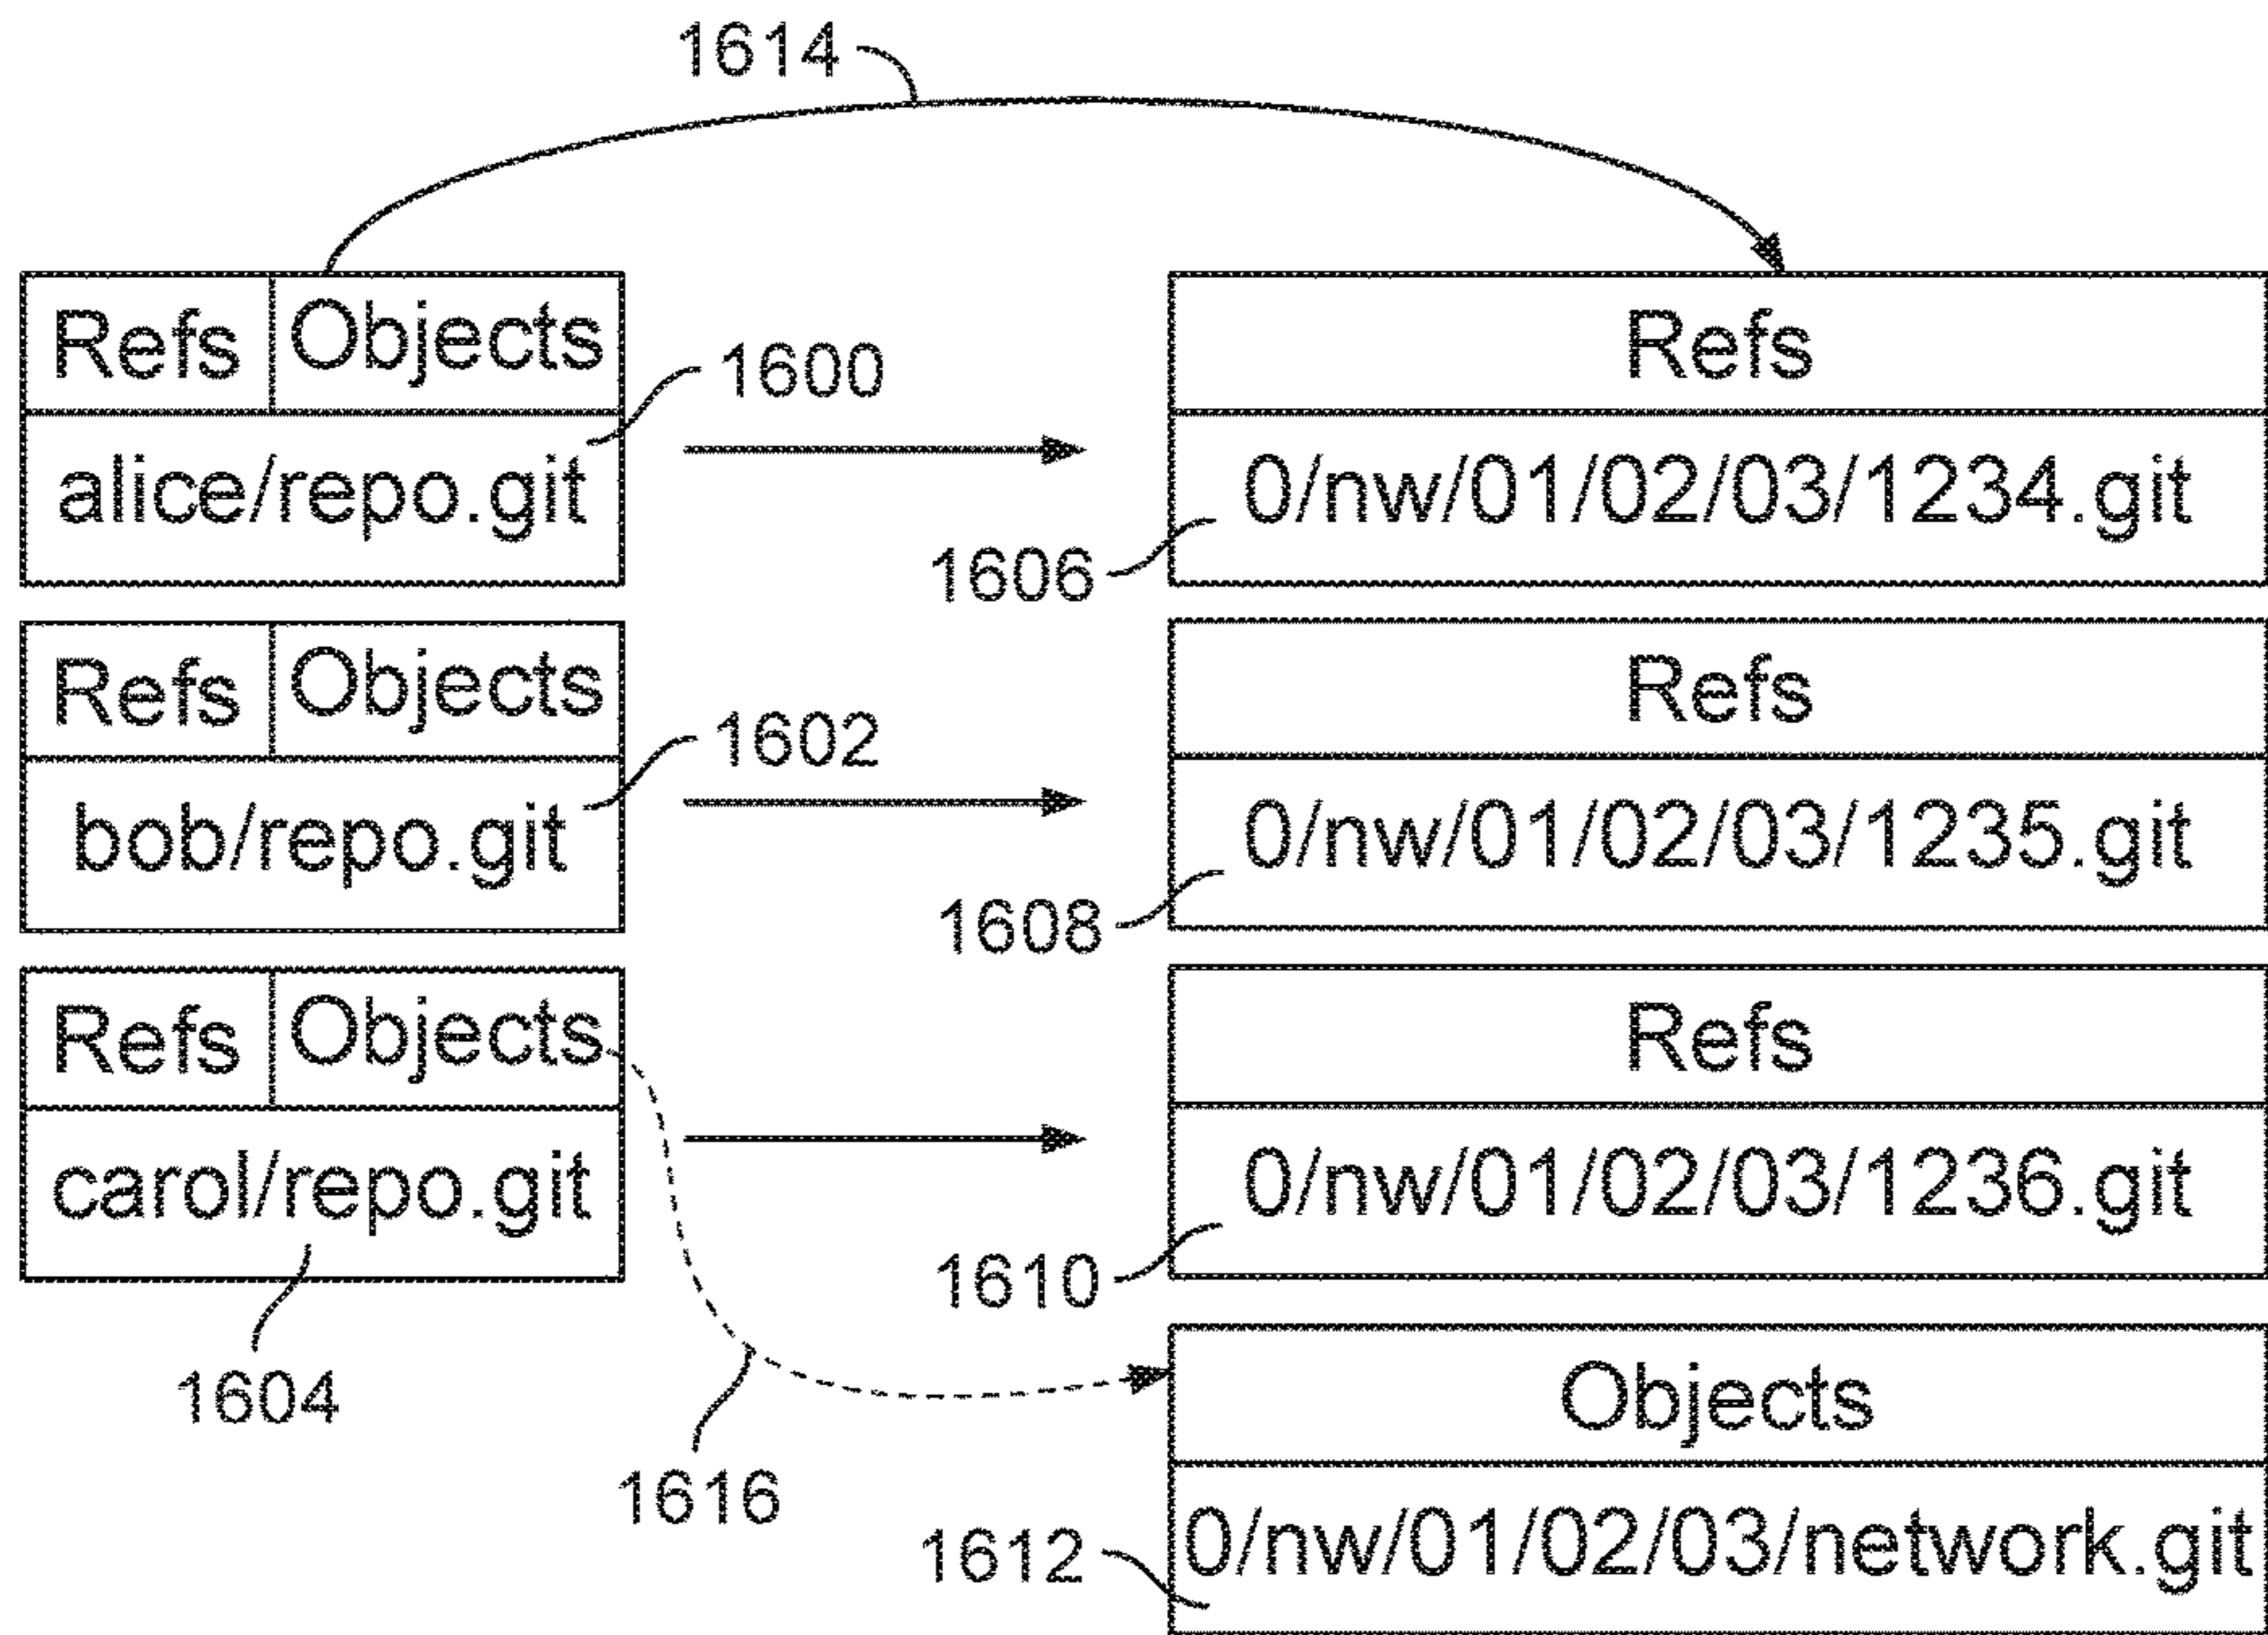 1614
Refs Objects
1600
alice/repo.git
Refs
0/nw/01/02/03/1234.git
1606
Refs Objects
1602
bob/repo.git
Refs
0/nw/01/02/03/1235.git
1608
Refs Objects
carol/repo.git
1604
Refs
0/nw/01/02/03/1236.git
1610
1616
Objects
0/nw/01/02/03/network.git
1612